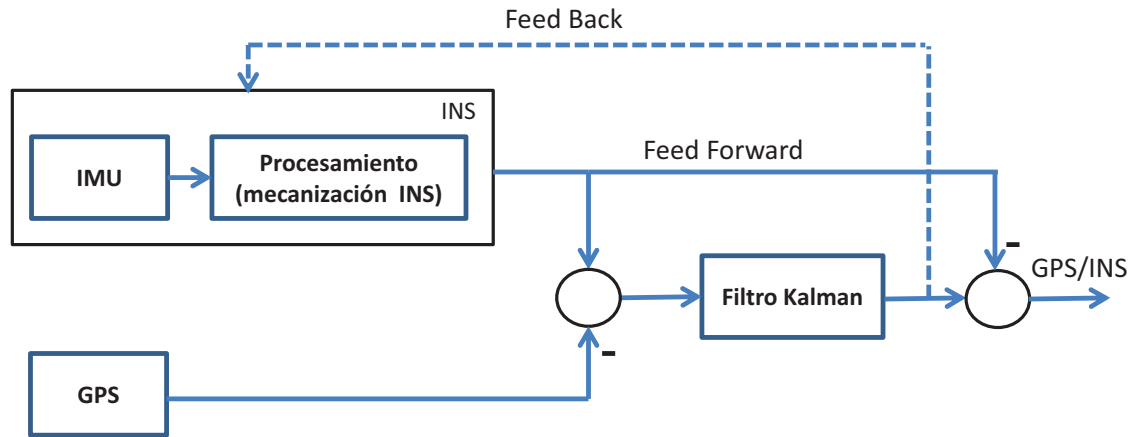 Feed Back
INS
IMU
Procesamiento
(mecanización INS)
Feed Forward
-
GPS/INS
Filtro Kalman
-
GPS